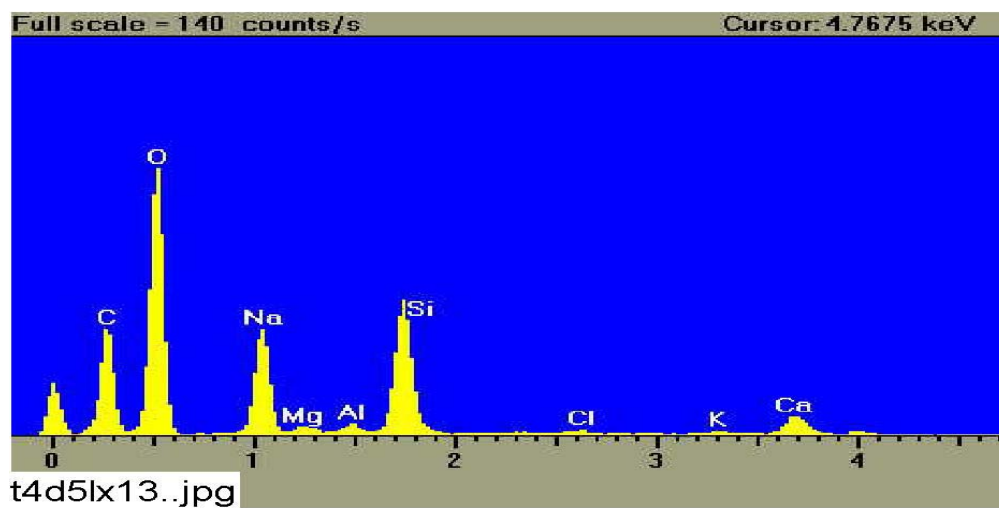 Full scale = 140 counts/s Cursor: 4.7675 keV
O
C Na Si
Mg Al Cl K Ca
0 1 2 3 4
t4d5lx13..jpg